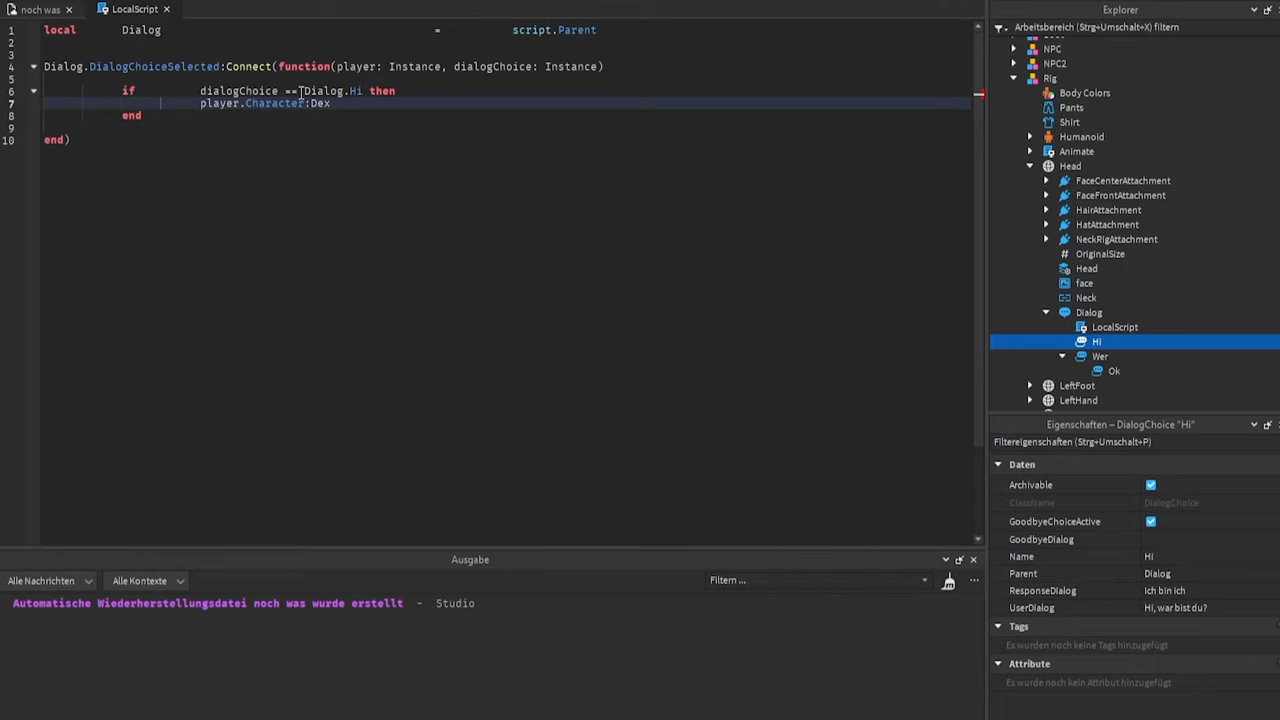 noch was ×
LocalScript ×
1 local Dialog = script.Parent
2
3
4 Dialog.DialogChoiceSelected:Connect(function(player: Instance, dialogChoice: Instance)
5
6 if dialogChoice == Dialog.Hi then
7 player.Character:Dex
8 end
9
10 end)
Explorer
Arbeitsbereich (Strg+Umschalt+X) filtern
NPC
NPC2
Rig
Body Colors
Pants
Shirt
Humanoid
Animate
Head
FaceCenterAttachment
FaceFrontAttachment
HairAttachment
HatAttachment
NeckRigAttachment
OriginalSize
Head
face
Neck
Dialog
LocalScript
Hi
Wer
Ok
LeftFoot
LeftHand
Eigenschaften – DialogChoice "Hi"
Filtereigenschaften (Strg+Umschalt+P)
Daten
Archivable
ClassName DialogChoice
GoodbyeChoiceActive
GoodbyeDialog
Name Hi
Parent Dialog
ResponseDialog Ich bin ich
UserDialog Hi, war bist du?
Tags
Es wurden noch keine Tags hinzugefügt
Attribute
Es wurde noch kein Attribut hinzugefügt
Ausgabe
Alle Nachrichten Alle Kontexte Filtern ...
Automatische Wiederherstellungsdatei noch was wurde erstellt - Studio